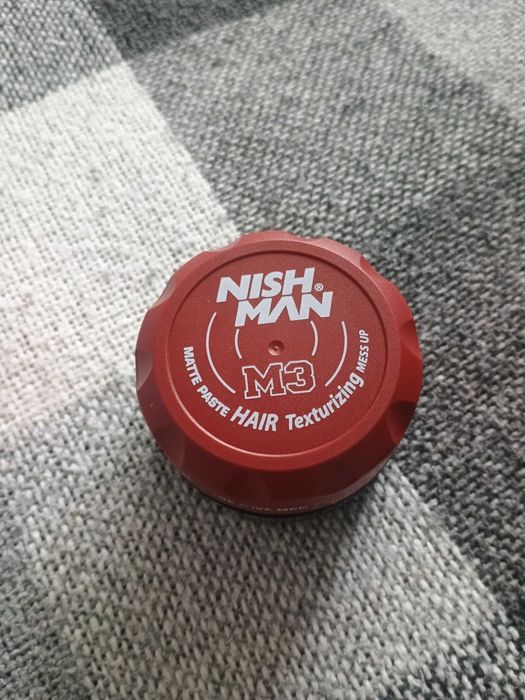 NISH
MAN®
M3
MATTE PASTE HAIR Texturizing MESS UP